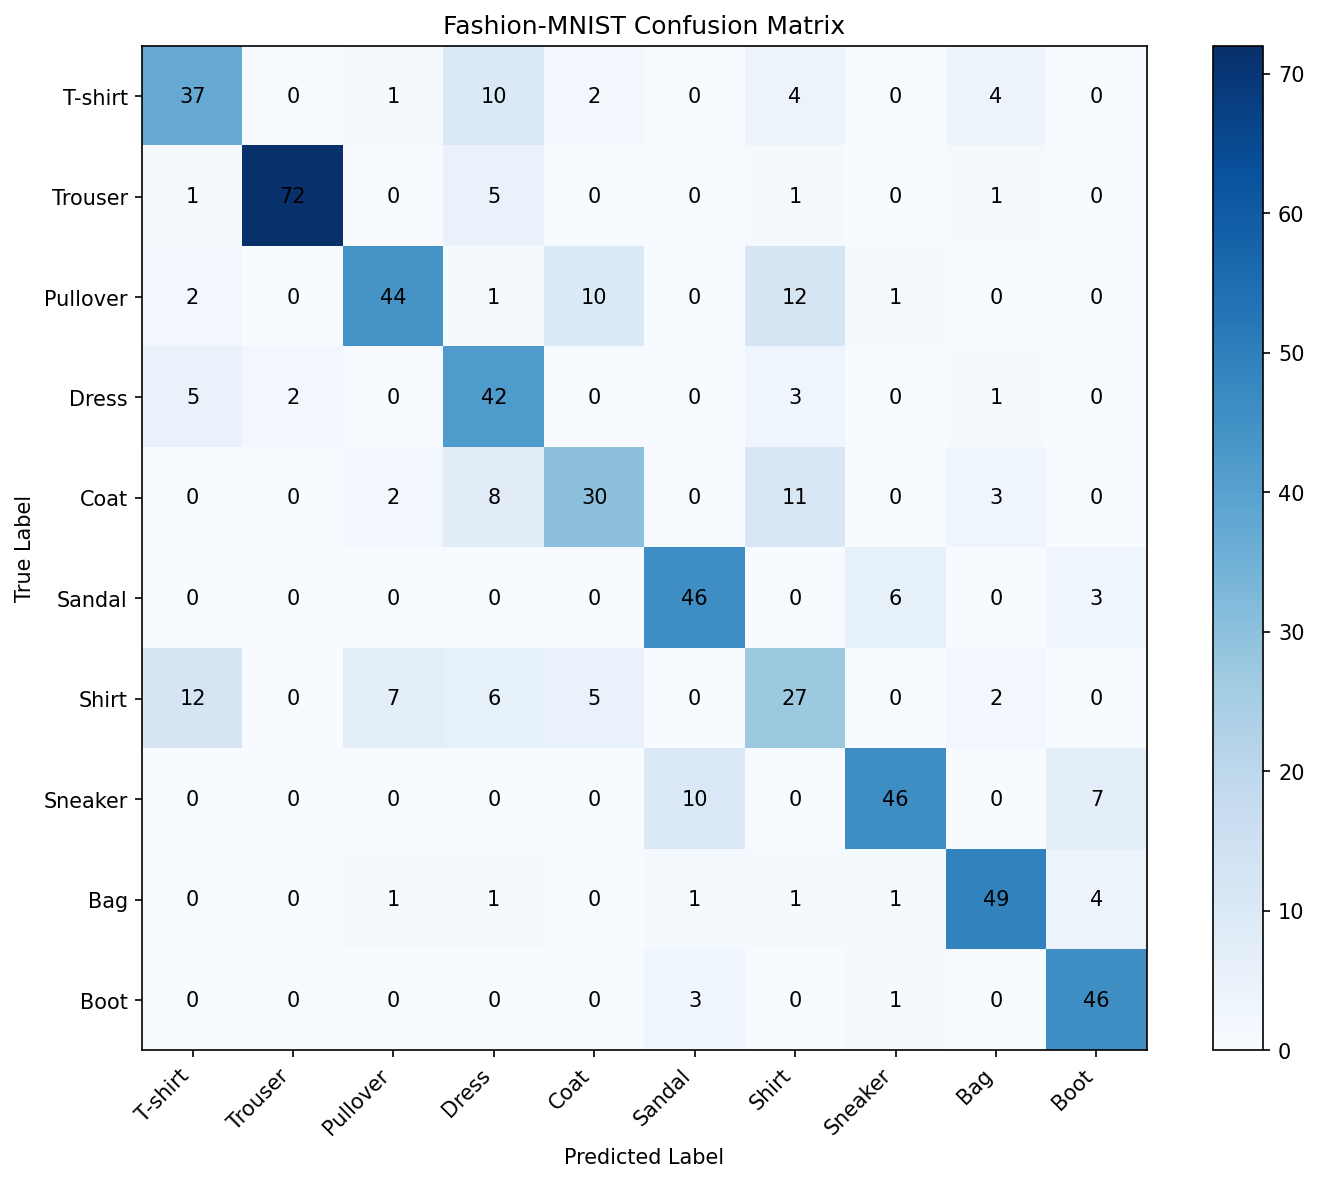 Fashion-MNIST Confusion Matrix
T-shirt 37 0 1 10 2 0 4 0 4 0
Trouser 1 72 0 5 0 0 1 0 1 0
Pullover 2 0 44 1 10 0 12 1 0 0
Dress 5 2 0 42 0 0 3 0 1 0
Coat 0 0 2 8 30 0 11 0 3 0
Sandal 0 0 0 0 0 46 0 6 0 3
Shirt 12 0 7 6 5 0 27 0 2 0
Sneaker 0 0 0 0 0 10 0 46 0 7
Bag 0 0 1 1 0 1 1 1 49 4
Boot 0 0 0 0 0 3 0 1 0 46
T-shirt Trouser Pullover Dress Coat Sandal Shirt Sneaker Bag Boot
Predicted Label
True Label
70
60
50
40
30
20
10
0